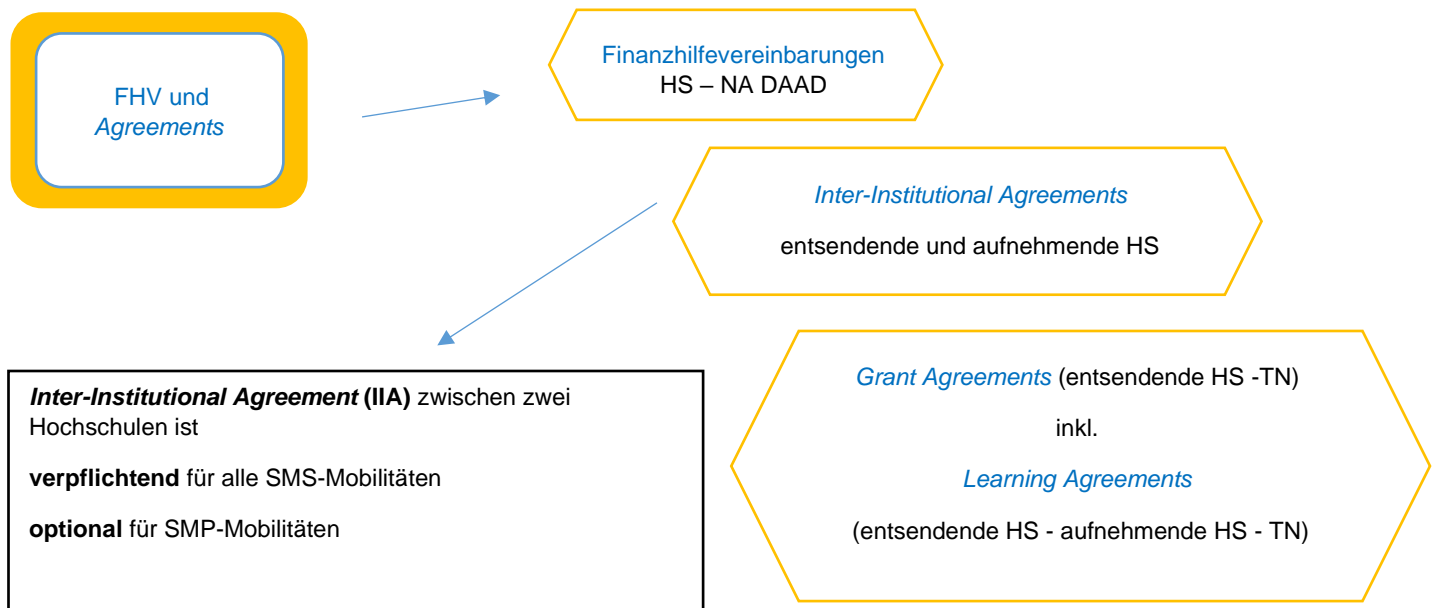 FHV und
Agreements
Finanzhilfevereinbarungen
HS – NA DAAD
Inter-Institutional Agreements
entsendende und aufnehmende HS
Inter-Institutional Agreement (IIA) zwischen zwei
Hochschulen ist
verpflichtend für alle SMS-Mobilitäten
optional für SMP-Mobilitäten
Grant Agreements (entsendende HS -TN)
inkl.
Learning Agreements
(entsendende HS - aufnehmende HS - TN)